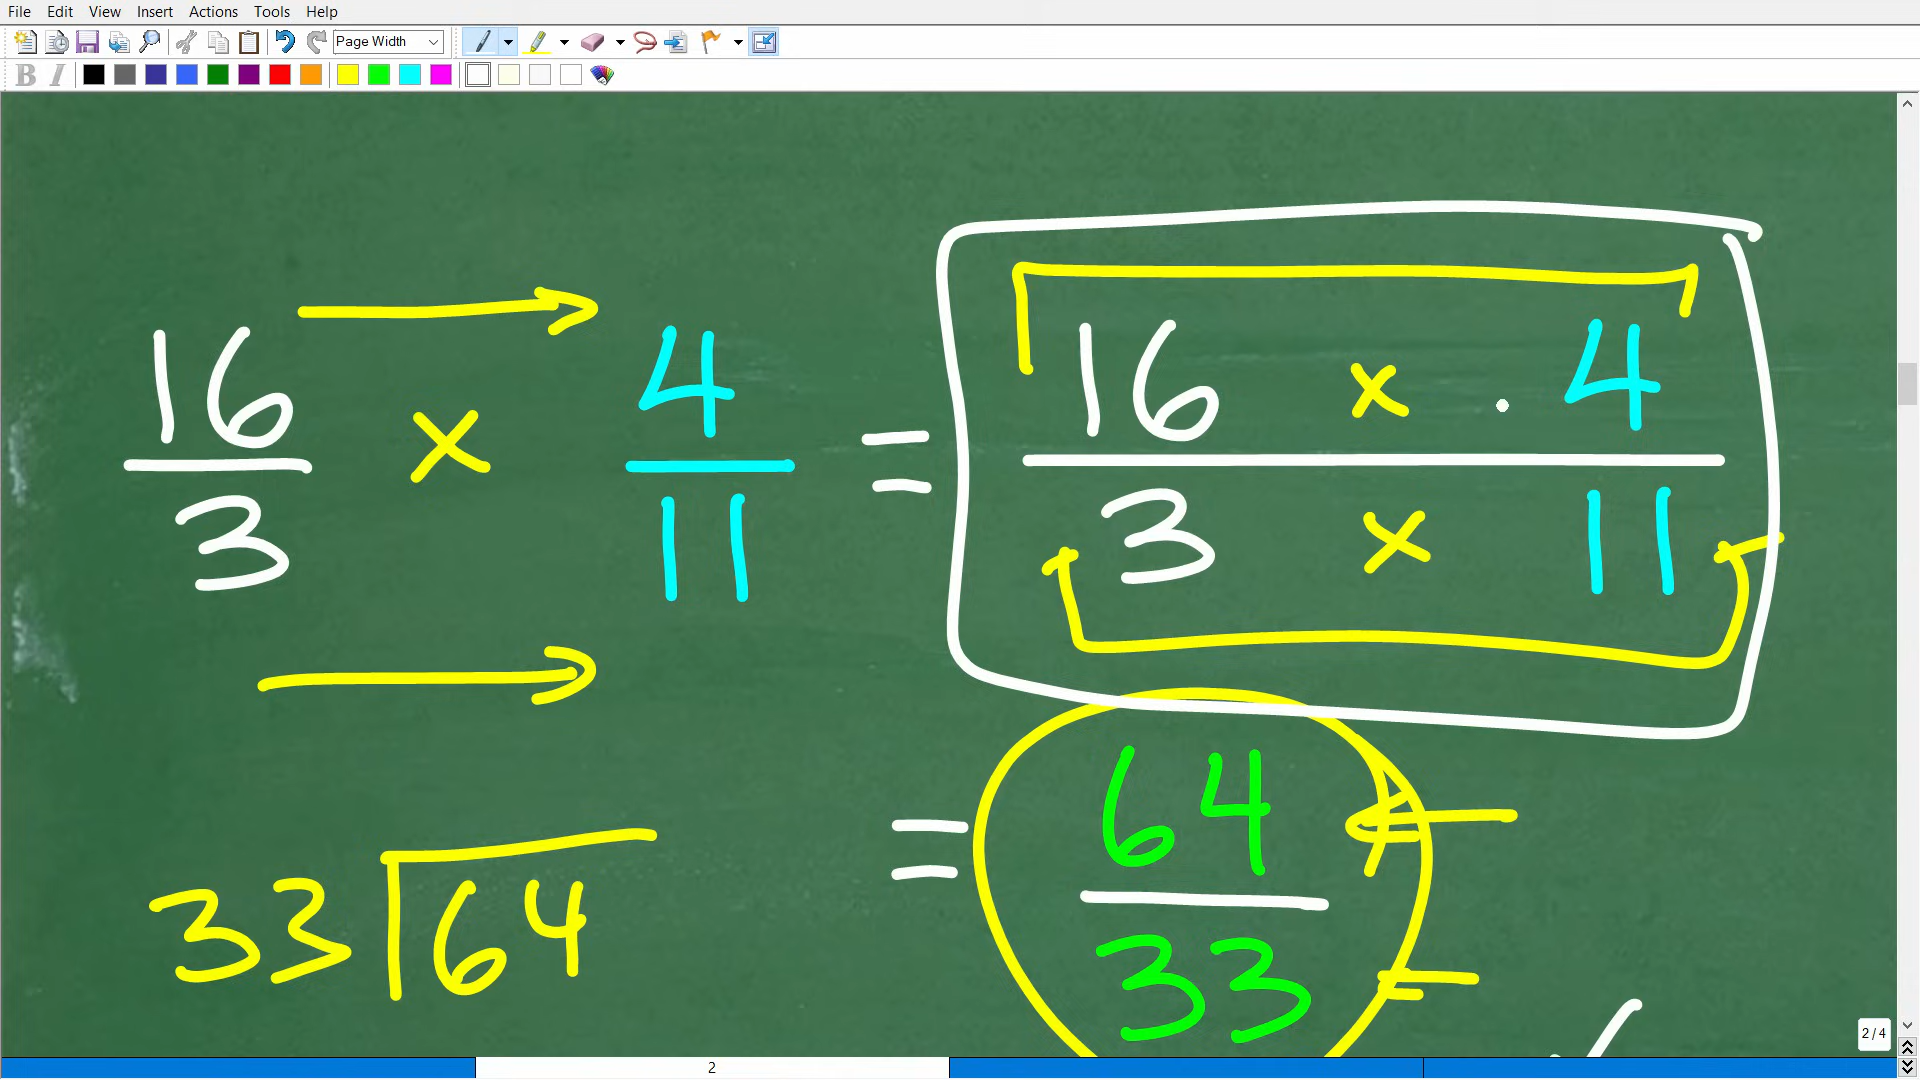 File Edit View Insert Actions Tools Help
Page Width
B I
16/3 x 4/11 = 16 x . 4 / 3 x 11
= 64/33
33 64
2 / 4
2